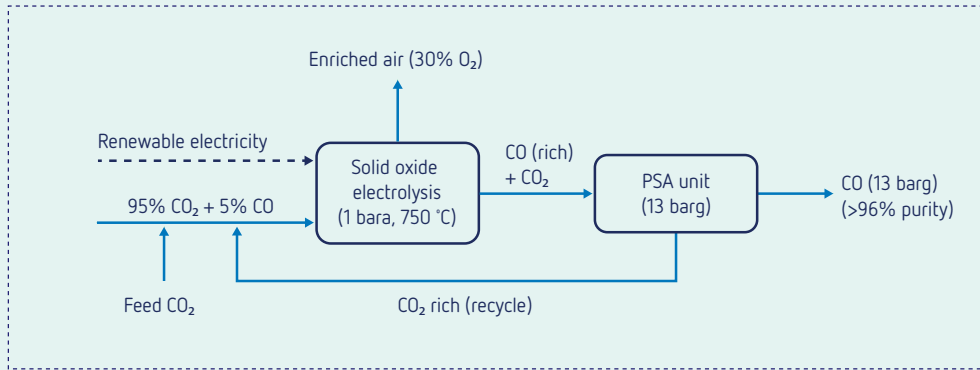 Enriched air (30% O₂)
Renewable electricity
95% CO₂ + 5% CO
Solid oxide
electrolysis
(1 bara, 750 ˚C)
CO (rich)
+ CO₂
PSA unit
(13 barg)
CO (13 barg)
(>96% purity)
Feed CO₂
CO₂ rich (recycle)